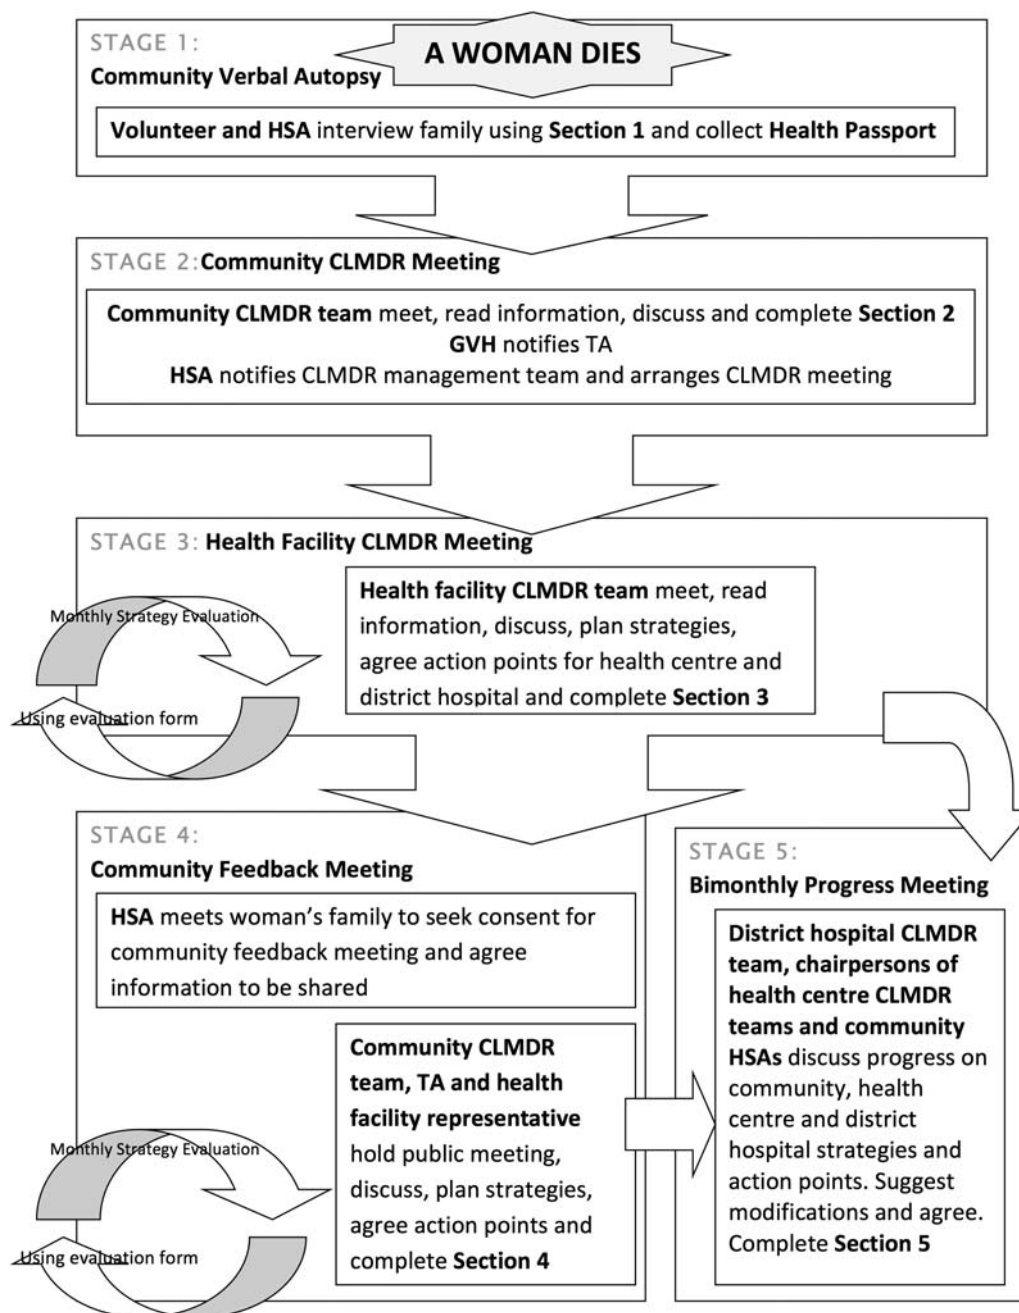 STAGE 1:
A WOMAN DIES
Community Verbal Autopsy
Volunteer and HSA interview family using Section 1 and collect Health Passport
STAGE 2: Community CLMDR Meeting
Community CLMDR team meet, read information, discuss and complete Section 2
GVH notifies TA
HSA notifies CLMDR management team and arranges CLMDR meeting
STAGE 3: Health Facility CLMDR Meeting
Health facility CLMDR team meet, read
information, discuss, plan strategies,
agree action points for health centre and
district hospital and complete Section 3
Monthly Strategy Evaluation
Using evaluation form
STAGE 4:
Community Feedback Meeting
HSA meets woman’s family to seek consent for
community feedback meeting and agree
information to be shared
Community CLMDR
team, TA and health
facility representative
hold public meeting,
discuss, plan strategies,
agree action points and
complete Section 4
Monthly Strategy Evaluation
Using evaluation form
STAGE 5:
Bimonthly Progress Meeting
District hospital CLMDR
team, chairpersons of
health centre CLMDR
teams and community
HSAs discuss progress on
community, health
centre and district
hospital strategies and
action points. Suggest
modifications and agree.
Complete Section 5